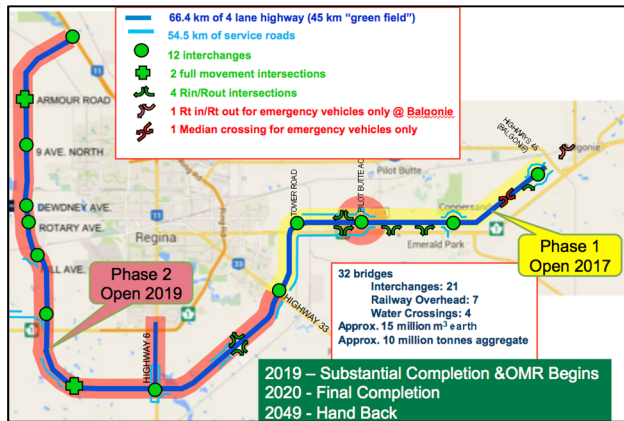 66.4 km of 4 lane highway (45 km “green field”)
54.5 km of service roads
12 interchanges
2 full movement intersections
4 Rin/Rout intersections
1 Rt in/Rt out for emergency vehicles only @ Balgonie
1 Median crossing for emergency vehicles only
11
ARMOUR ROAD
9 AVE. NORTH
DEWDNEY AVE.
ROTARY AVE.
Regina
TOWER ROAD
Pilot Butte
HIGHWAYS 46
(BALGONIE)
Emerald Park
Phase 1
Open 2017
Phase 2
Open 2019
HIGHWAY 33
HIGHWAY 6
32 bridges
Interchanges: 21
Railway Overhead: 7
Water Crossings: 4
Approx. 15 million m³ earth
Approx. 10 million tonnes aggregate
2019 – Substantial Completion &OMR Begins
2020 - Final Completion
2049 - Hand Back